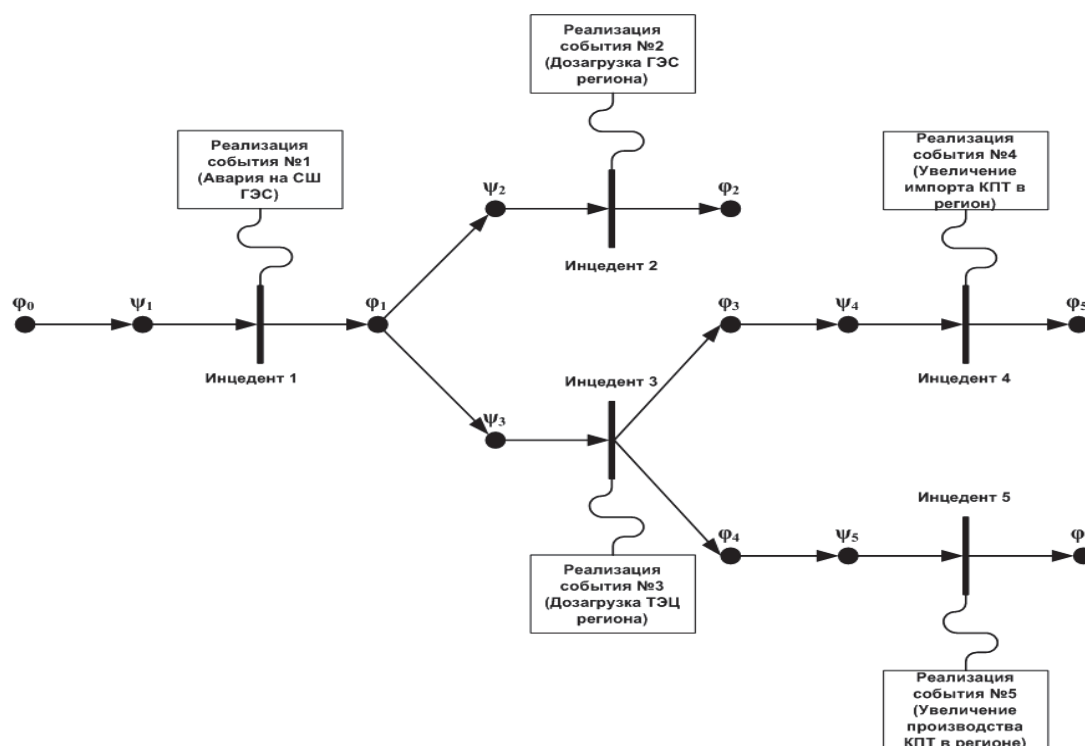 Реализация
события №2
(Дозагрузка ГЭС
региона)
Реализация
события №1
(Авария на СШ
ГЭС)
Реализация
события №4
(Увеличение
импорта КПТ в
регион)
ψ₂
φ₂
Инцедент 2
φ₀
ψ₁
φ₁
φ₃
ψ₄
φ₅
Инцедент 1
Инцедент 3
Инцедент 4
ψ₃
Инцедент 5
φ₄
ψ₅
φ
Реализация
события №3
(Дозагрузка ТЭЦ
региона)
Реализация
события №5
(Увеличение
производства
КПТ в регионе)